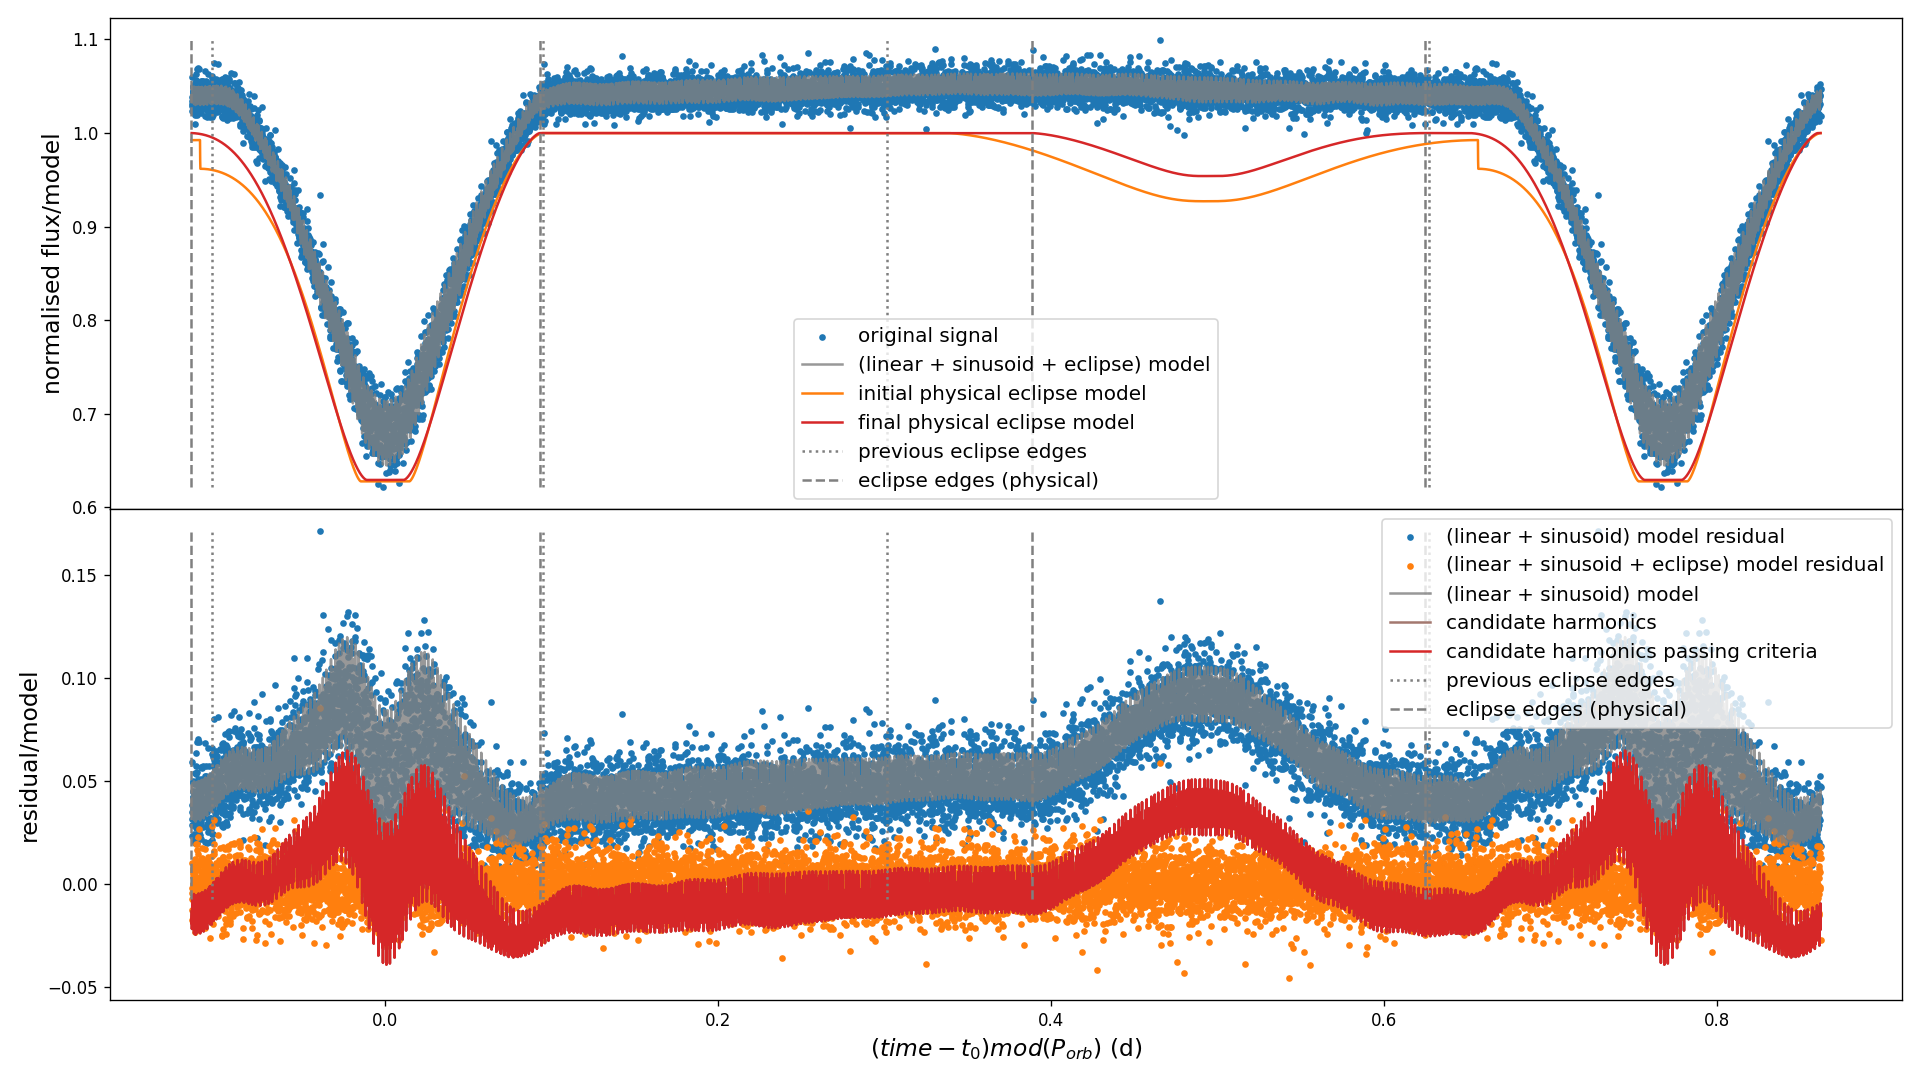 1.1
1.0
0.9
0.8
0.7
0.6
normalised flux/model
original signal
(linear + sinusoid + eclipse) model
initial physical eclipse model
final physical eclipse model
previous eclipse edges
eclipse edges (physical)
0.15
0.10
0.05
0.00
−0.05
residual/model
(linear + sinusoid) model residual
(linear + sinusoid + eclipse) model residual
(linear + sinusoid) model
candidate harmonics
candidate harmonics passing criteria
previous eclipse edges
eclipse edges (physical)
0.0 0.2 0.4 0.6 0.8
(time − t₀)mod(P_orb) (d)